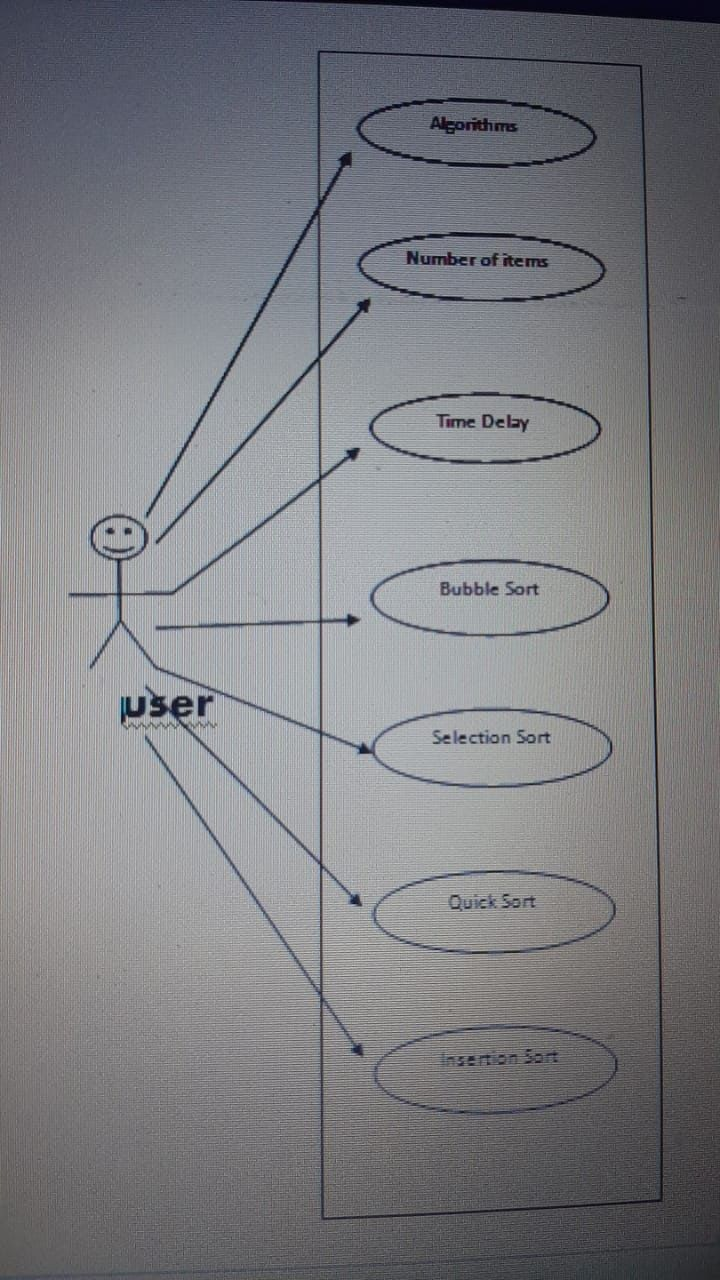 Algorithms
Number of items
Time Delay
Bubble Sort
Selection Sort
user
Quick Sort
Insertion Sort